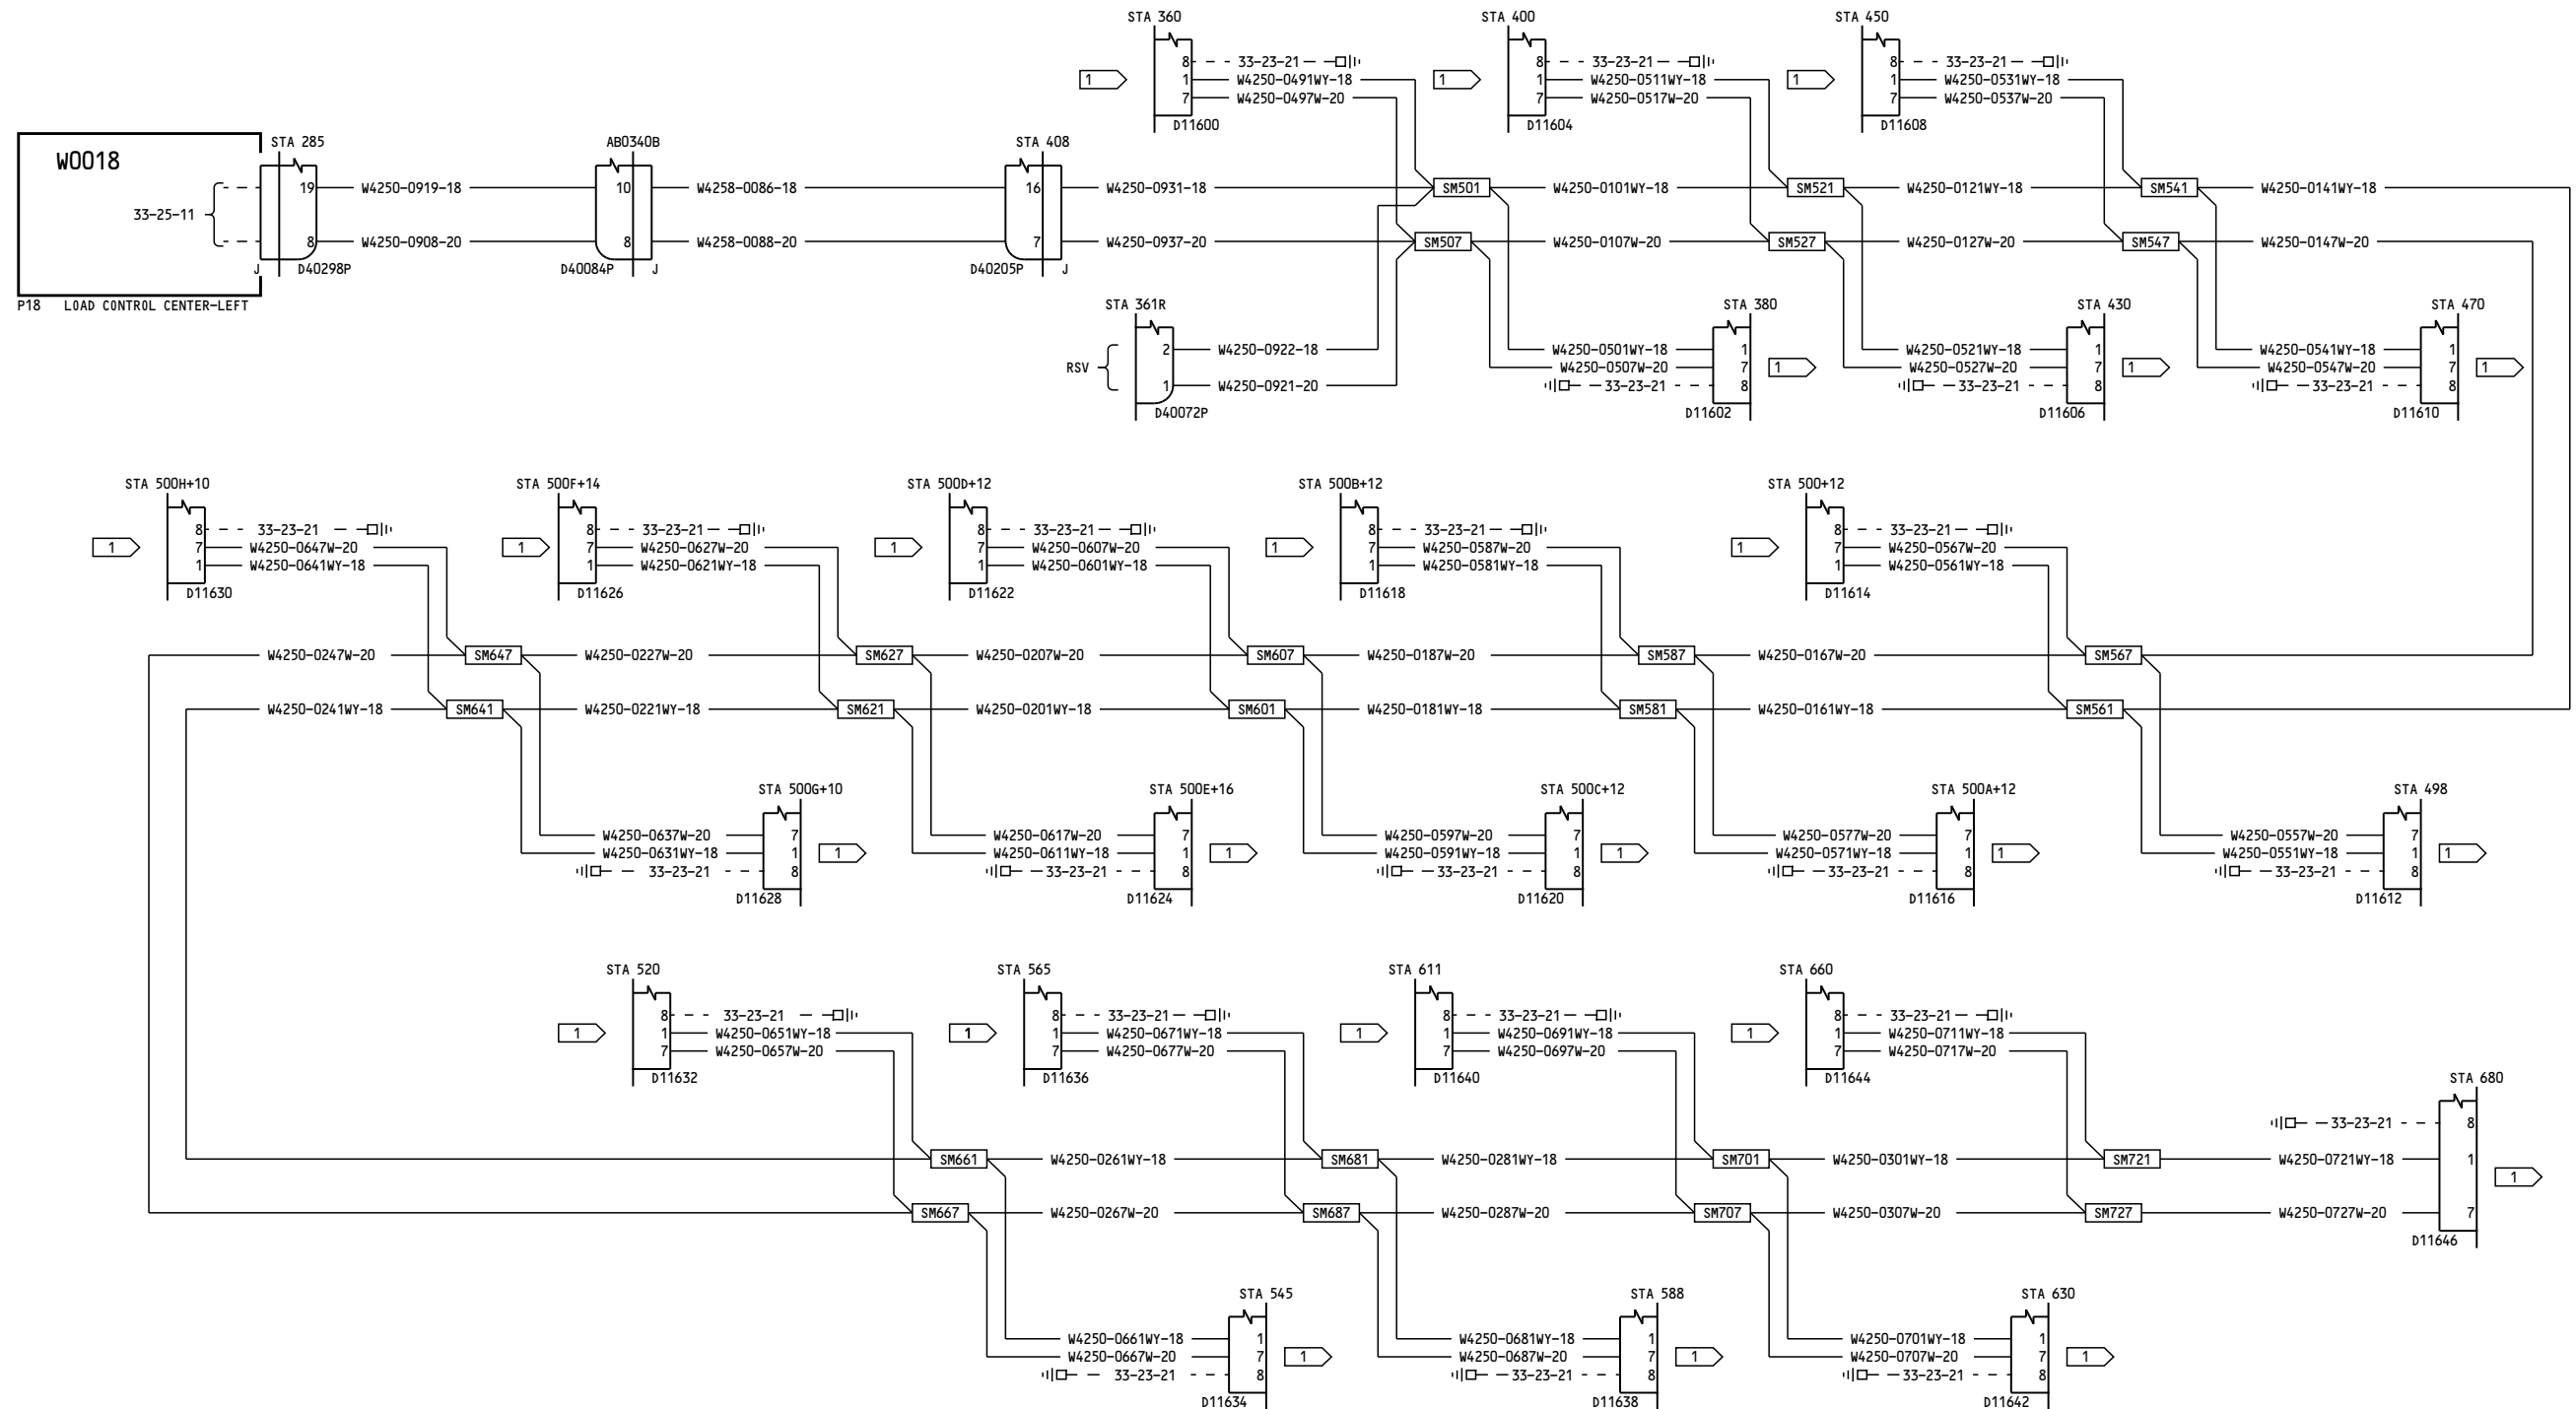 STA 360
STA 400
STA 450
8 33-23-21
1 W4250-0491WY-18
7 W4250-0497W-20
1
D11600
8 33-23-21
1 W4250-0511WY-18
7 W4250-0517W-20
1
D11604
8 33-23-21
1 W4250-0531WY-18
7 W4250-0537W-20
1
D11608
W0018
33-25-11
STA 285
AB0340B
STA 408
19 W4250-0919-18 10 W4258-0086-18 16 W4250-0931-18 SM501 W4250-0101WY-18 SM521 W4250-0121WY-18 SM541 W4250-0141WY-18
8 W4250-0908-20 8 W4258-0088-20 7 W4250-0937-20 SM507 W4250-0107W-20 SM527 W4250-0127W-20 SM547 W4250-0147W-20
J D40298P D40084P J D40205P J
P18 LOAD CONTROL CENTER-LEFT
STA 361R
RSV
2 W4250-0922-18
1 W4250-0921-20
D40072P
STA 380
W4250-0501WY-18 1
W4250-0507W-20 7
33-23-21 8
1
D11602
STA 430
W4250-0521WY-18 1
W4250-0527W-20 7
33-23-21 8
1
D11606
STA 470
W4250-0541WY-18 1
W4250-0547W-20 7
33-23-21 8
1
D11610
STA 500H+10
8 33-23-21
7 W4250-0647W-20
1 W4250-0641WY-18
1
D11630
STA 500F+14
8 33-23-21
7 W4250-0627W-20
1 W4250-0621WY-18
1
D11626
STA 500D+12
8 33-23-21
7 W4250-0607W-20
1 W4250-0601WY-18
1
D11622
STA 500B+12
8 33-23-21
7 W4250-0587W-20
1 W4250-0581WY-18
1
D11618
STA 500+12
8 33-23-21
7 W4250-0567W-20
1 W4250-0561WY-18
1
D11614
W4250-0247W-20 SM647 W4250-0227W-20 SM627 W4250-0207W-20 SM607 W4250-0187W-20 SM587 W4250-0167W-20 SM567
W4250-0241WY-18 SM641 W4250-0221WY-18 SM621 W4250-0201WY-18 SM601 W4250-0181WY-18 SM581 W4250-0161WY-18 SM561
STA 500G+10
W4250-0637W-20 7
W4250-0631WY-18 1
33-23-21 8
1
D11628
STA 500E+16
W4250-0617W-20 7
W4250-0611WY-18 1
33-23-21 8
1
D11624
STA 500C+12
W4250-0597W-20 7
W4250-0591WY-18 1
33-23-21 8
1
D11620
STA 500A+12
W4250-0577W-20 7
W4250-0571WY-18 1
33-23-21 8
1
D11616
STA 498
W4250-0557W-20 7
W4250-0551WY-18 1
33-23-21 8
1
D11612
STA 520
8 33-23-21
1 W4250-0651WY-18
7 W4250-0657W-20
1
D11632
STA 565
8 33-23-21
1 W4250-0671WY-18
7 W4250-0677W-20
1
D11636
STA 611
8 33-23-21
1 W4250-0691WY-18
7 W4250-0697W-20
1
D11640
STA 660
8 33-23-21
1 W4250-0711WY-18
7 W4250-0717W-20
1
D11644
STA 680
33-23-21 8
SM661 W4250-0261WY-18 SM681 W4250-0281WY-18 SM701 W4250-0301WY-18 SM721 W4250-0721WY-18 1
1
SM667 W4250-0267W-20 SM687 W4250-0287W-20 SM707 W4250-0307W-20 SM727 W4250-0727W-20 7
D11646
STA 545
W4250-0661WY-18 1
W4250-0667W-20 7
33-23-21 8
1
D11634
STA 588
W4250-0681WY-18 1
W4250-0687W-20 7
33-23-21 8
1
D11638
STA 630
W4250-0701WY-18 1
W4250-0707W-20 7
33-23-21 8
1
D11642